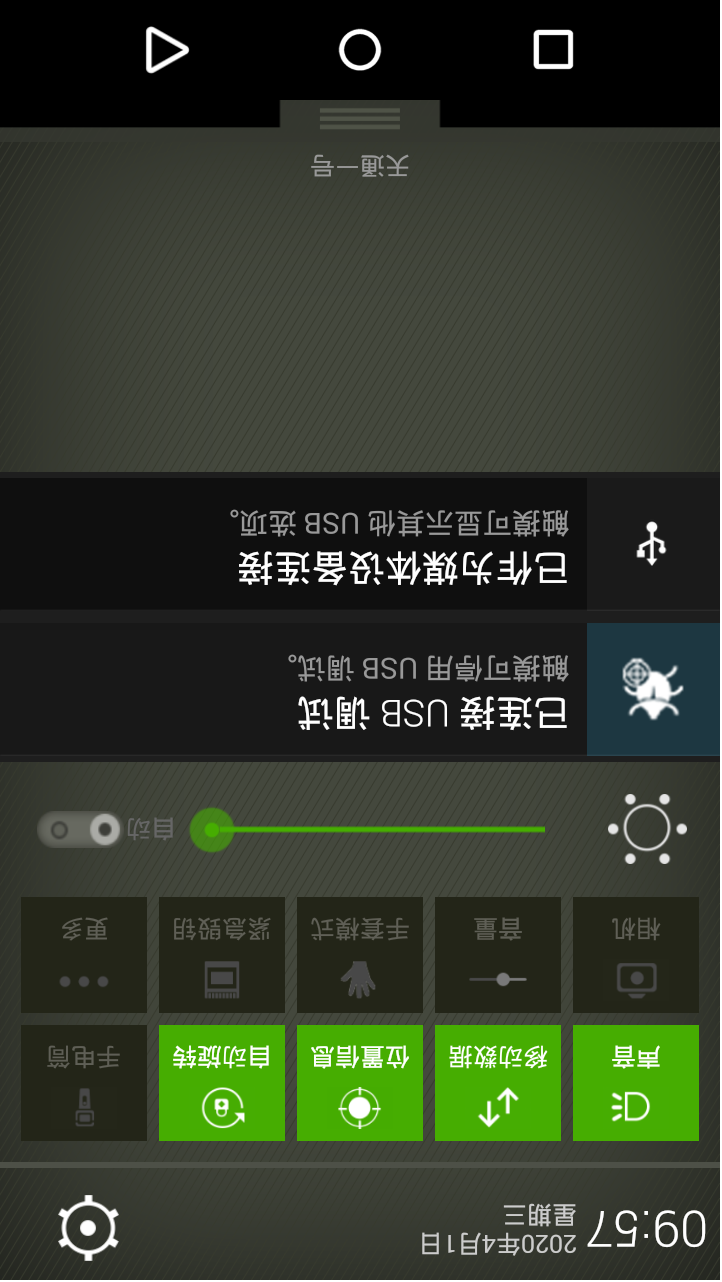 09:57
2020年4月1日
星期三
声音
移动数据
位置信息
自动旋转
手电筒
相机
音量
手套模式
紧急毁钥
更多
自动
已连接 USB 调试
触摸可停用 USB 调试。
已作为媒体设备连接
触摸可显示其他 USB 选项。
天通一号